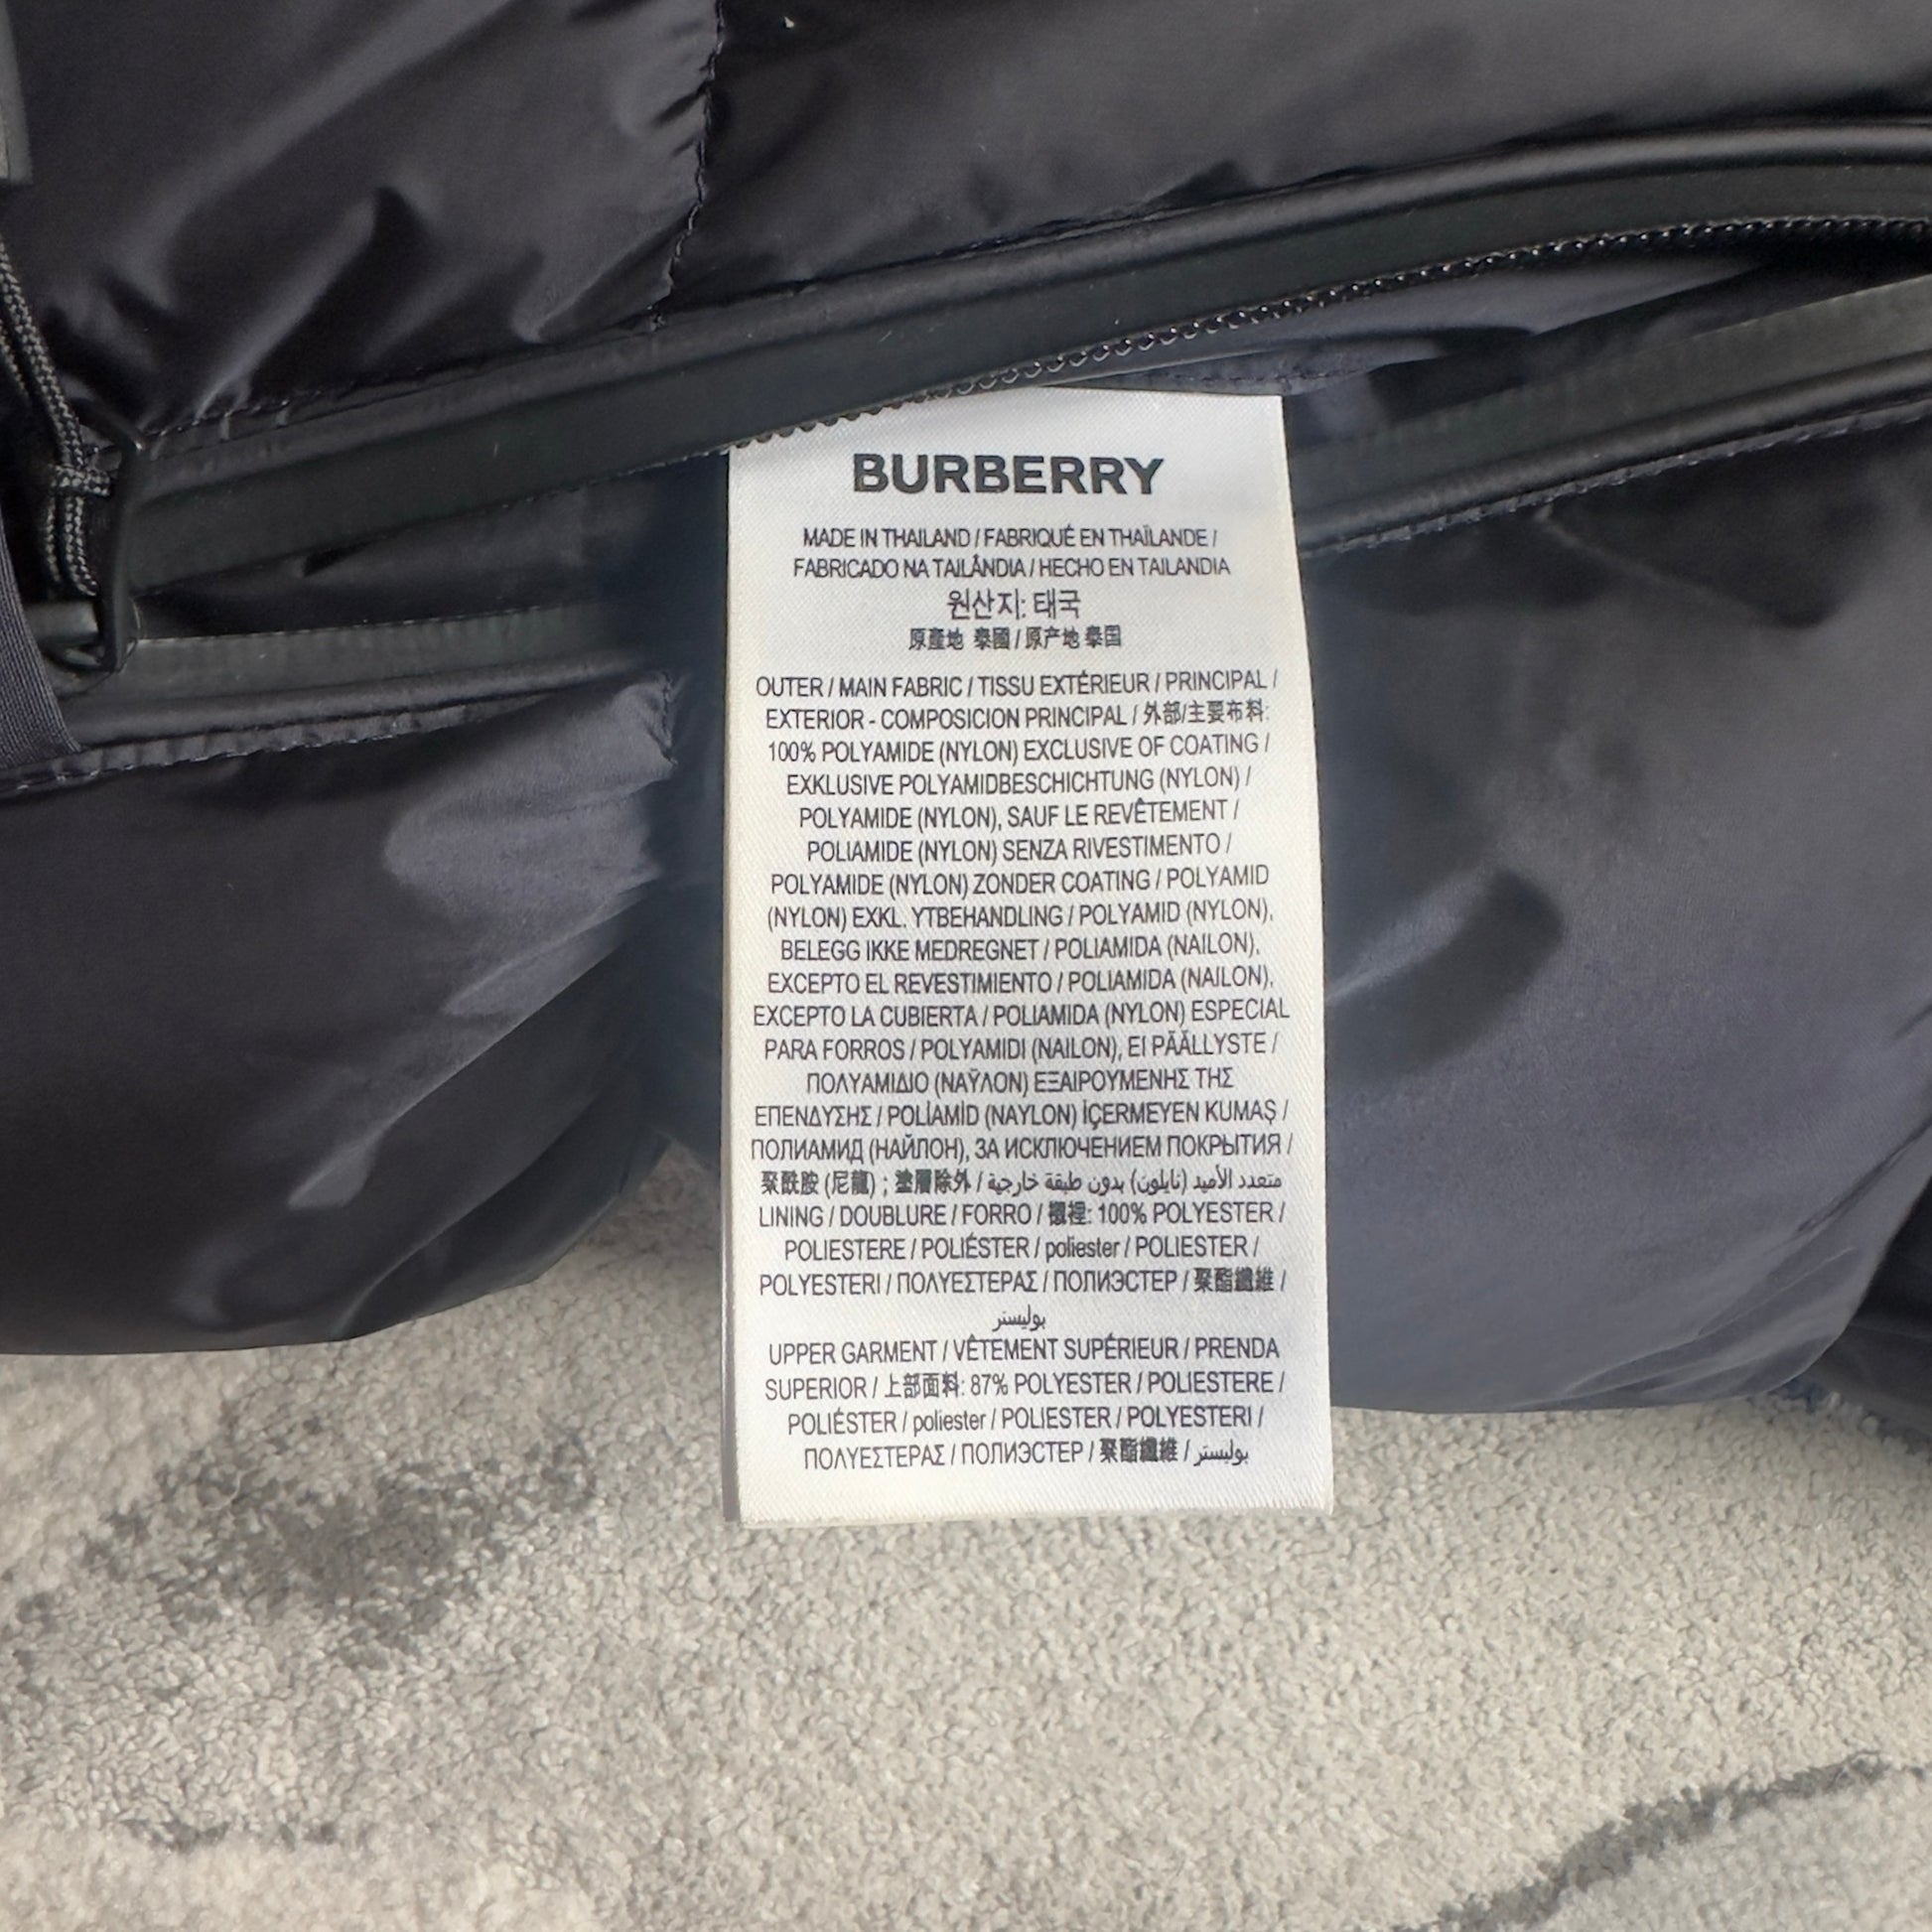 BURBERRY
MADE IN THAILAND / FABRIQUÉ EN THAÏLANDE /
FABRICADO NA TAILÂNDIA / HECHO EN TAILANDIA
원산지: 태국
原產地 泰國 / 原产地 泰国
OUTER / MAIN FABRIC / TISSU EXTÉRIEUR / PRINCIPAL /
EXTERIOR - COMPOSICION PRINCIPAL / 外部/主要布料:
100% POLYAMIDE (NYLON) EXCLUSIVE OF COATING /
EXKLUSIVE POLYAMIDBESCHICHTUNG (NYLON) /
POLYAMIDE (NYLON), SAUF LE REVÊTEMENT /
POLIAMIDE (NYLON) SENZA RIVESTIMENTO /
POLYAMIDE (NYLON) ZONDER COATING / POLYAMID
(NYLON) EXKL. YTBEHANDLING / POLYAMID (NYLON),
BELEGG IKKE MEDREGNET / POLIAMIDA (NAILON),
EXCEPTO EL REVESTIMIENTO / POLIAMIDA (NAILON),
EXCEPTO LA CUBIERTA / POLIAMIDA (NYLON) ESPECIAL
PARA FORROS / POLYAMIDI (NAILON), EI PÄÄLLYSTE /
ΠΟΛΥΑΜΙΔΙΟ (ΝΑΫΛΟΝ) ΕΞΑΙΡΟΥΜΕΝΗΣ ΤΗΣ
ΕΠΕΝΔΥΣΗΣ / POLİAMİD (NAYLON) İÇERMEYEN KUMAŞ /
ПОЛИАМИД (НАЙЛОН), ЗА ИСКЛЮЧЕНИЕМ ПОКРЫТИЯ /
聚酰胺 (尼龍) ; 塗層除外 / متعدد الأميد (نايلون) بدون طبقة خارجية
LINING / DOUBLURE / FORRO / 襯裡: 100% POLYESTER /
POLIESTERE / POLIÉSTER / poliester / POLIESTER /
POLYESTERI / ΠΟΛΥΕΣΤΕΡΑΣ / ПОЛИЭСТЕР / 聚酯纖維 /
بوليستر
UPPER GARMENT / VÊTEMENT SUPÉRIEUR / PRENDA
SUPERIOR / 上部面料: 87% POLYESTER / POLIESTERE /
POLIÉSTER / poliester / POLIESTER / POLYESTERI /
ΠΟΛΥΕΣΤΕΡΑΣ / ПОЛИЭСТЕР / 聚酯纖維 / بوليستر